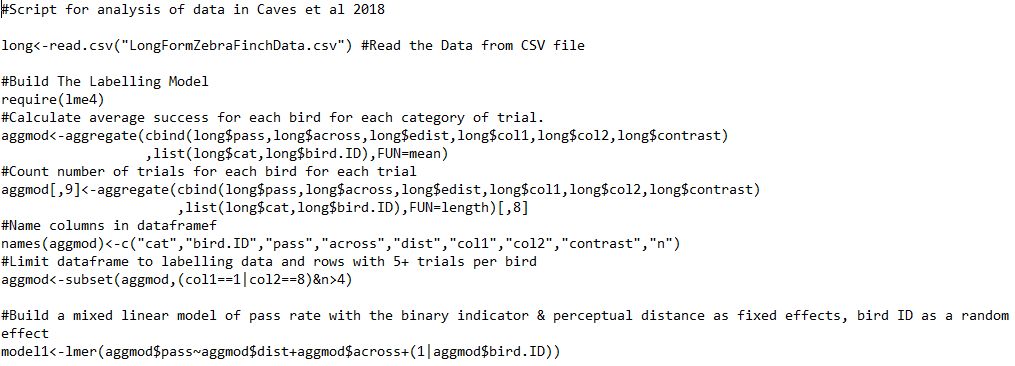 #Script for analysis of data in Caves et al 2018
long<-read.csv("LongFormZebraFinchData.csv") #Read the Data from CSV file
#Build The Labelling Model
require(lme4)
#Calculate average success for each bird for each category of trial.
aggmod<-aggregate(cbind(long$pass,long$across,long$edist,long$col1,long$col2,long$contrast)
,list(long$cat,long$bird.ID),FUN=mean)
#Count number of trials for each bird for each trial
aggmod[,9]<-aggregate(cbind(long$pass,long$across,long$edist,long$col1,long$col2,long$contrast)
,list(long$cat,long$bird.ID),FUN=length)[,8]
#Name columns in dataframef
names(aggmod)<-c("cat","bird.ID","pass","across","dist","col1","col2","contrast","n")
#Limit dataframe to labelling data and rows with 5+ trials per bird
aggmod<-subset(aggmod,(col1==1|col2==8)&n>4)
#Build a mixed linear model of pass rate with the binary indicator & perceptual distance as fixed effects, bird ID as a random
effect
model1<-lmer(aggmod$pass~aggmod$dist+aggmod$across+(1|aggmod$bird.ID))